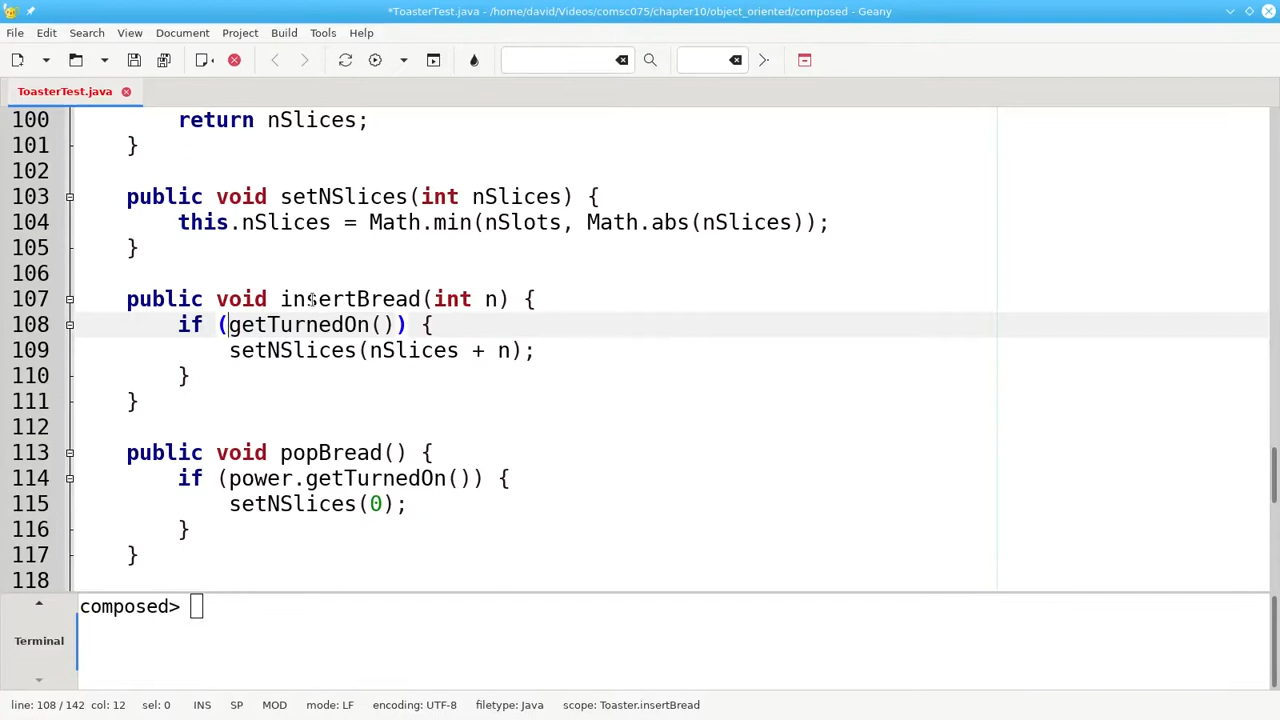 *ToasterTest.java - /home/david/Videos/comsc075/chapter10/object_oriented/composed - Geany
File Edit Search View Document Project Build Tools Help
ToasterTest.java
100 return nSlices;
101 }
102
103 public void setNSlices(int nSlices) {
104 this.nSlices = Math.min(nSlots, Math.abs(nSlices));
105 }
106
107 public void insertBread(int n) {
108 if (getTurnedOn()) {
109 setNSlices(nSlices + n);
110 }
111 }
112
113 public void popBread() {
114 if (power.getTurnedOn()) {
115 setNSlices(0);
116 }
117 }
118
composed>
Terminal
line: 108 / 142 col: 12 sel: 0 INS SP MOD mode: LF encoding: UTF-8 filetype: Java scope: Toaster.insertBread